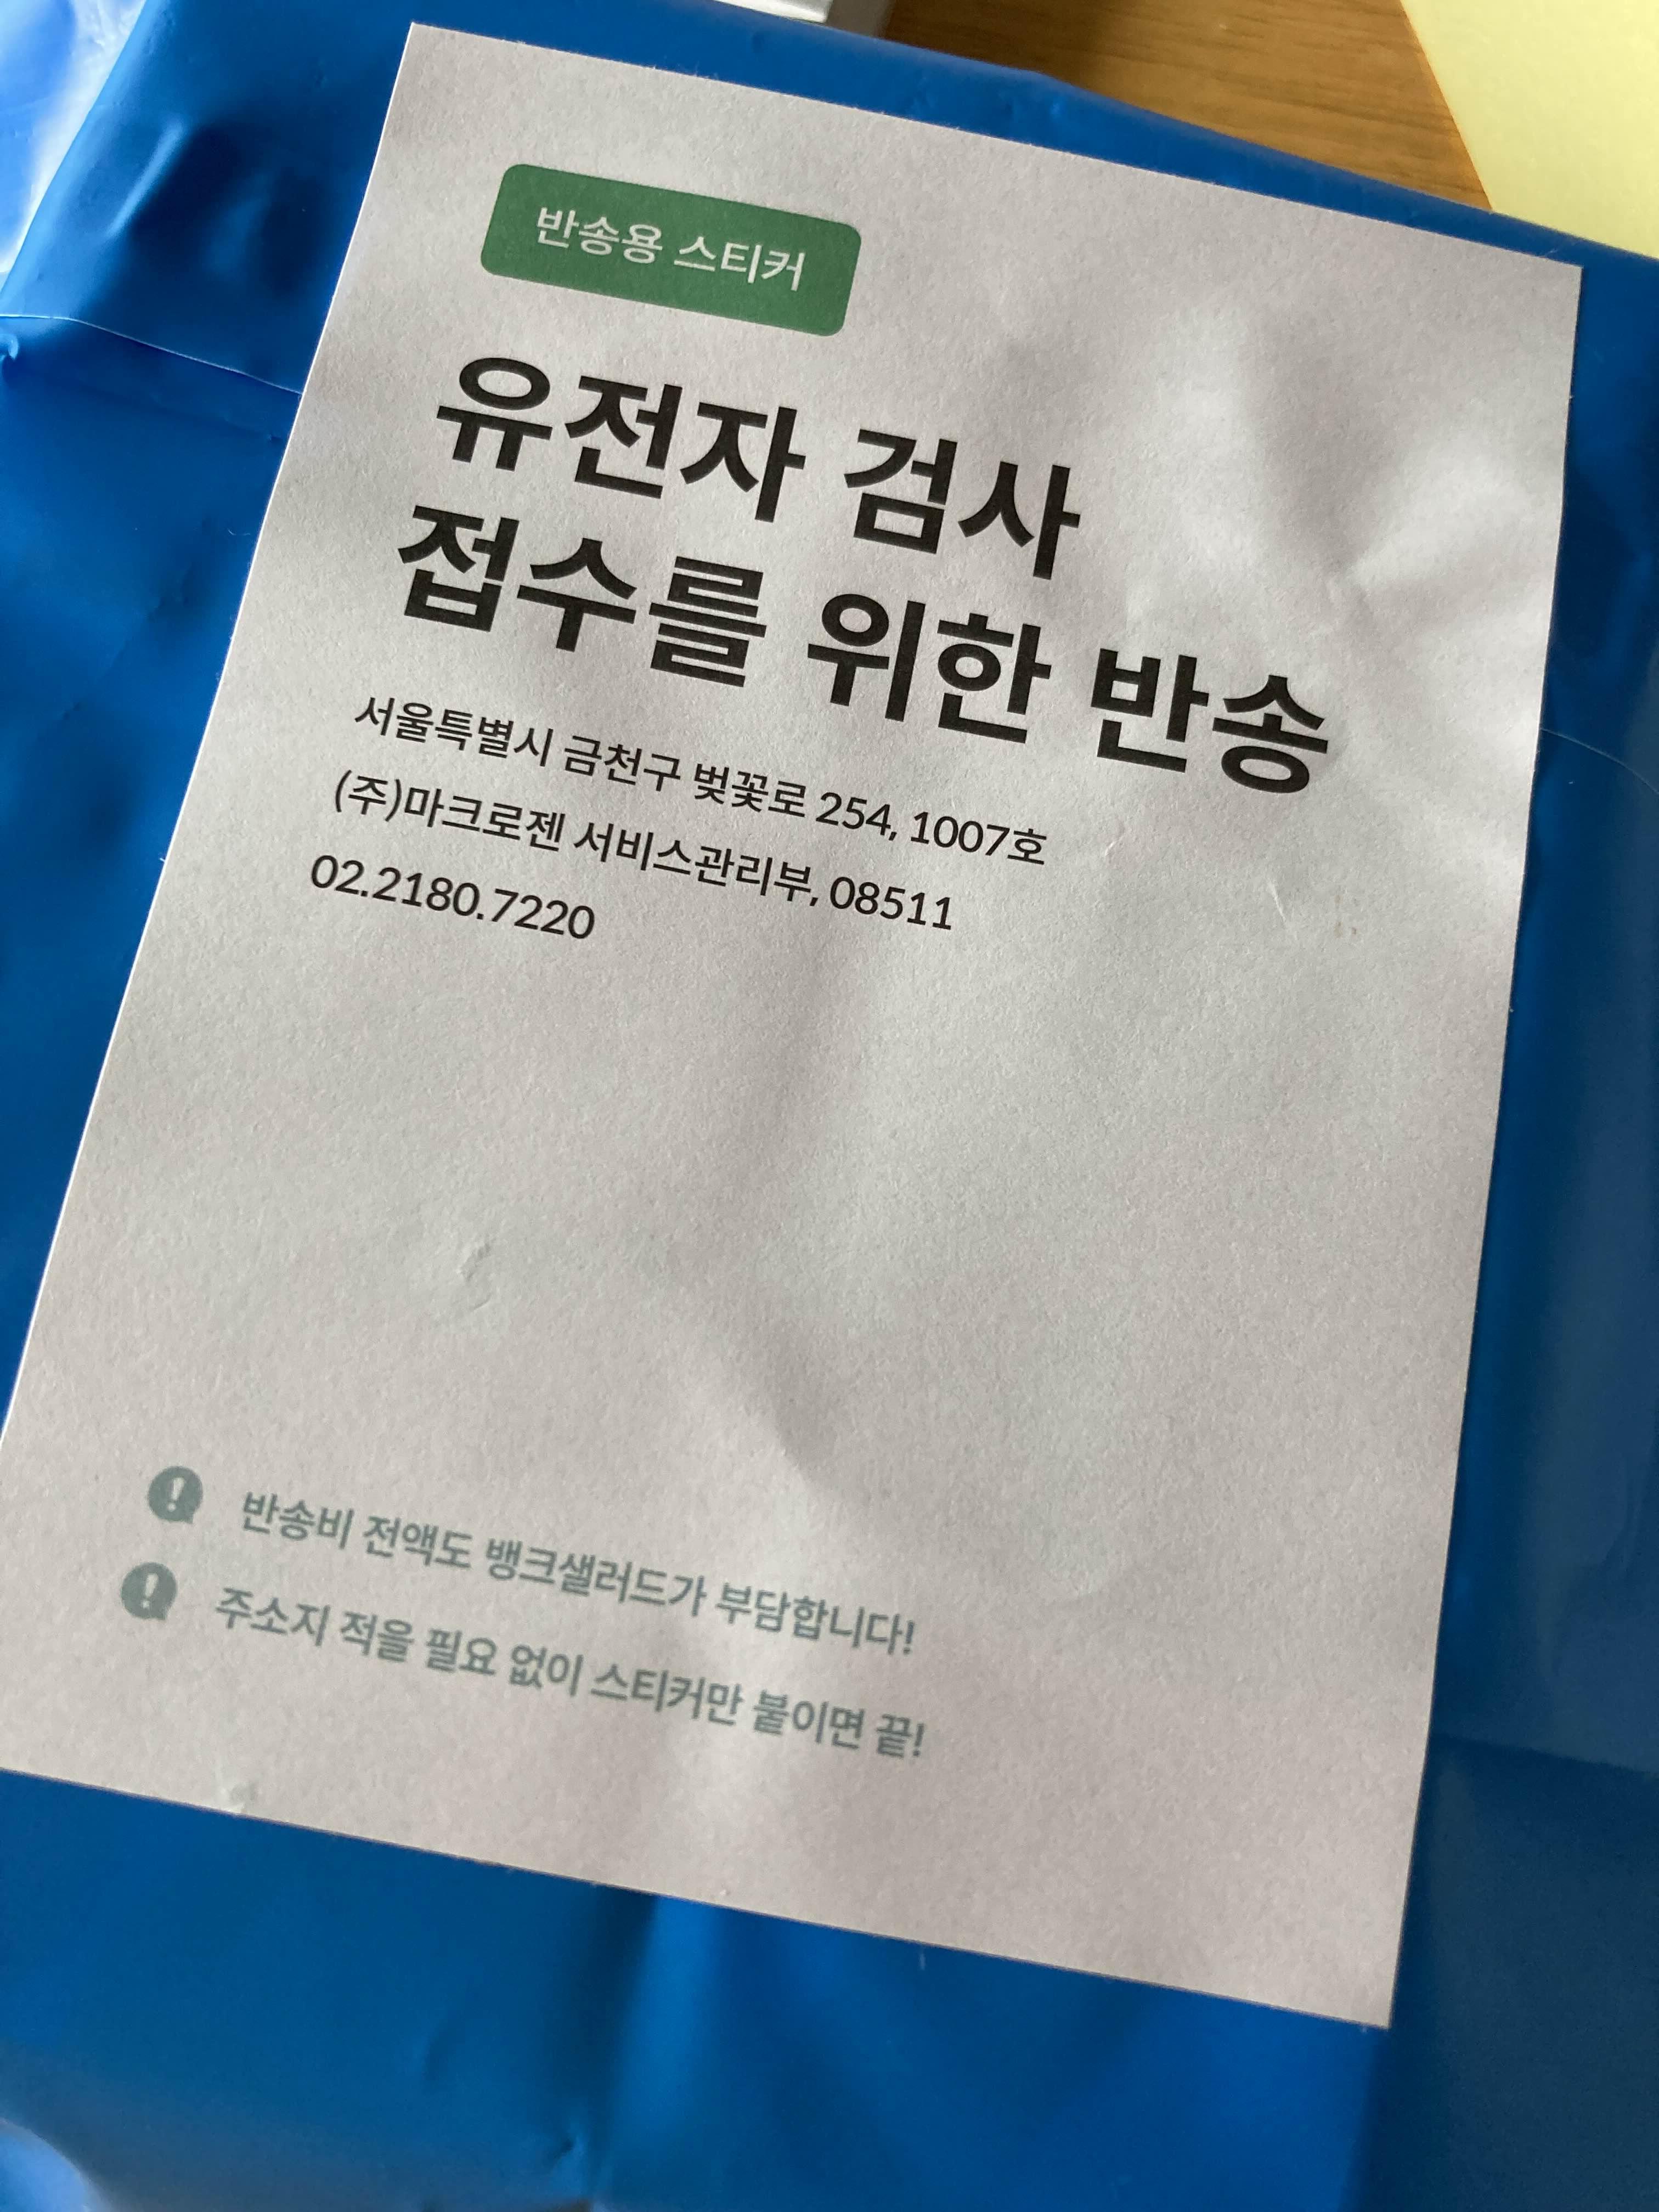 반송용 스티커
유전자 검사
접수를 위한 반송
서울특별시 금천구 벚꽃로 254, 1007호
(주)마크로젠 서비스관리부, 08511
02.2180.7220
반송비 전액도 뱅크샐러드가 부담합니다!
주소지 적을 필요 없이 스티커만 붙이면 끝!